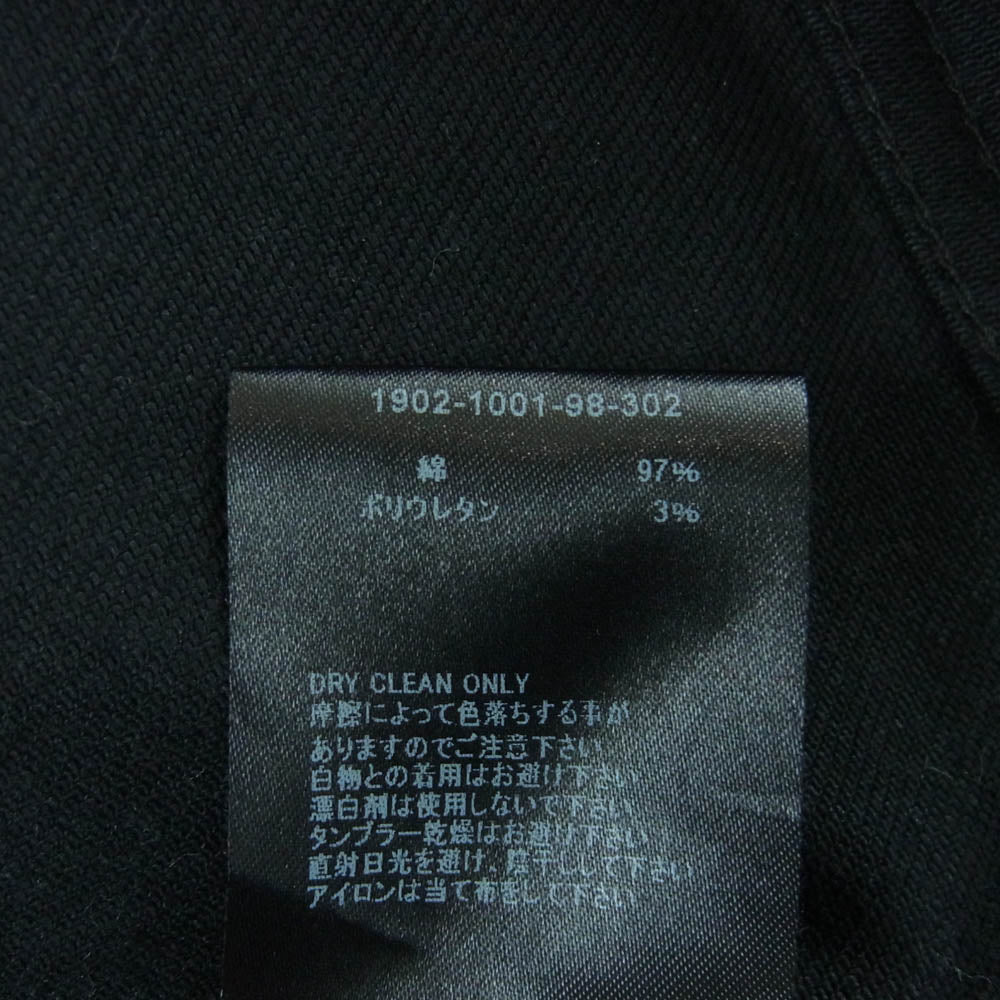 1902-1001-98-302
綿 97%
ポリウレタン 3%
DRY CLEAN ONLY
摩擦によって色落ちする事が
ありますのでご注意下さい
白物との着用はお避け下さい
漂白剤は使用しないで下さい
タンブラー乾燥はお避け下さい
直射日光を避け、陰干しして下さい
アイロンは当て布をして下さい